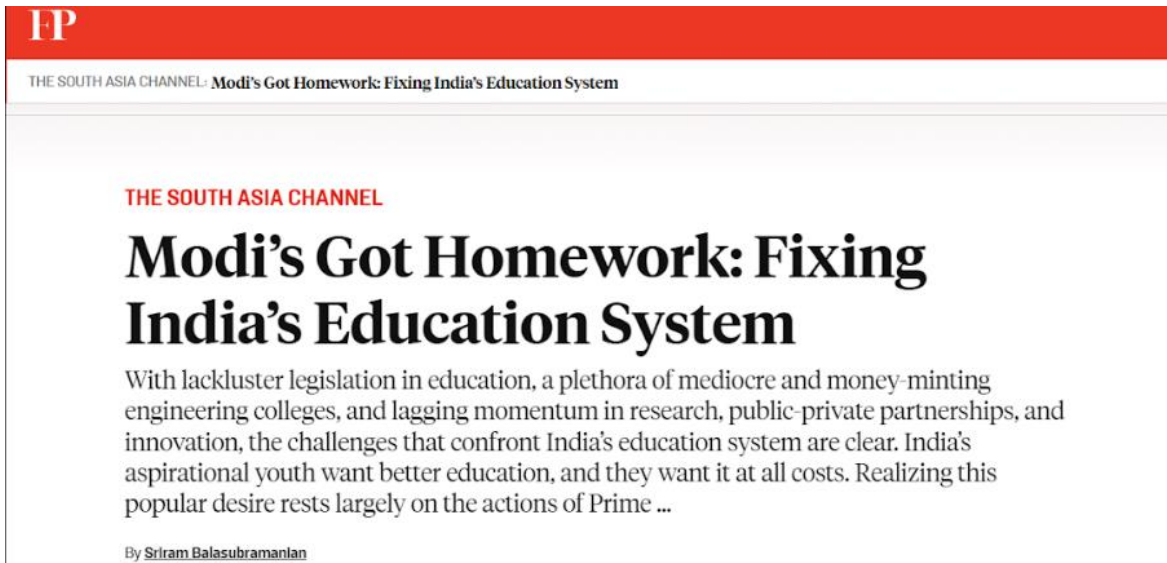 FP
THE SOUTH ASIA CHANNEL: Modi's Got Homework: Fixing India's Education System
THE SOUTH ASIA CHANNEL
Modi's Got Homework: Fixing
India's Education System
With lackluster legislation in education, a plethora of mediocre and money-minting
engineering colleges, and lagging momentum in research, public-private partnerships, and
innovation, the challenges that confront India's education system are clear. India's
aspirational youth want better education, and they want it at all costs. Realizing this
popular desire rests largely on the actions of Prime ...
By Sriram Balasubramanian